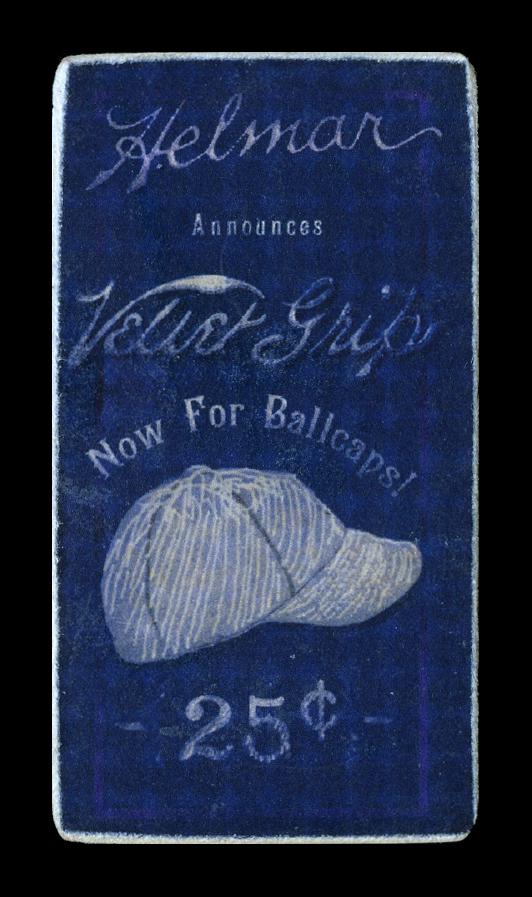 Helmar
Announces
Velvet Grip
Now For Ballcaps!
- 25¢ -